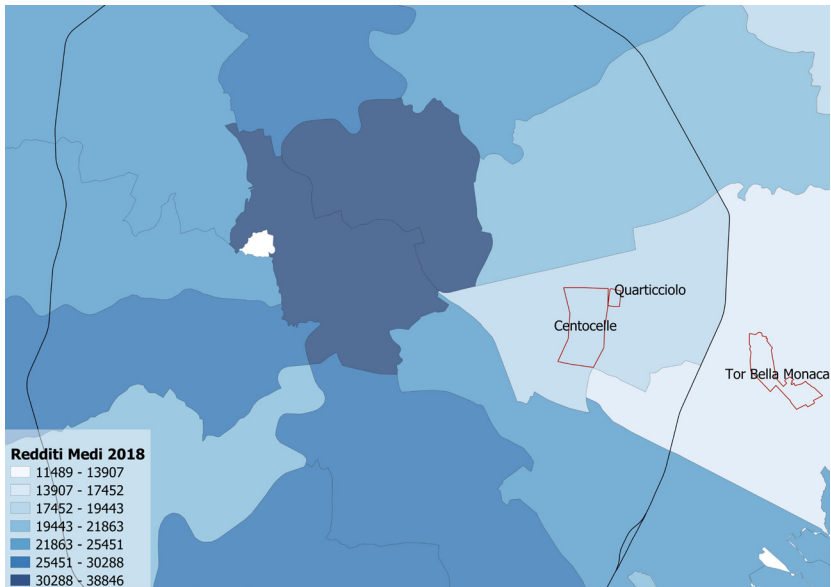 Quarticciolo
Centocelle
Tor Bella Monaca
Redditi Medi 2018
11489 - 13907
13907 - 17452
17452 - 19443
19443 - 21863
21863 - 25451
25451 - 30288
30288 - 38846